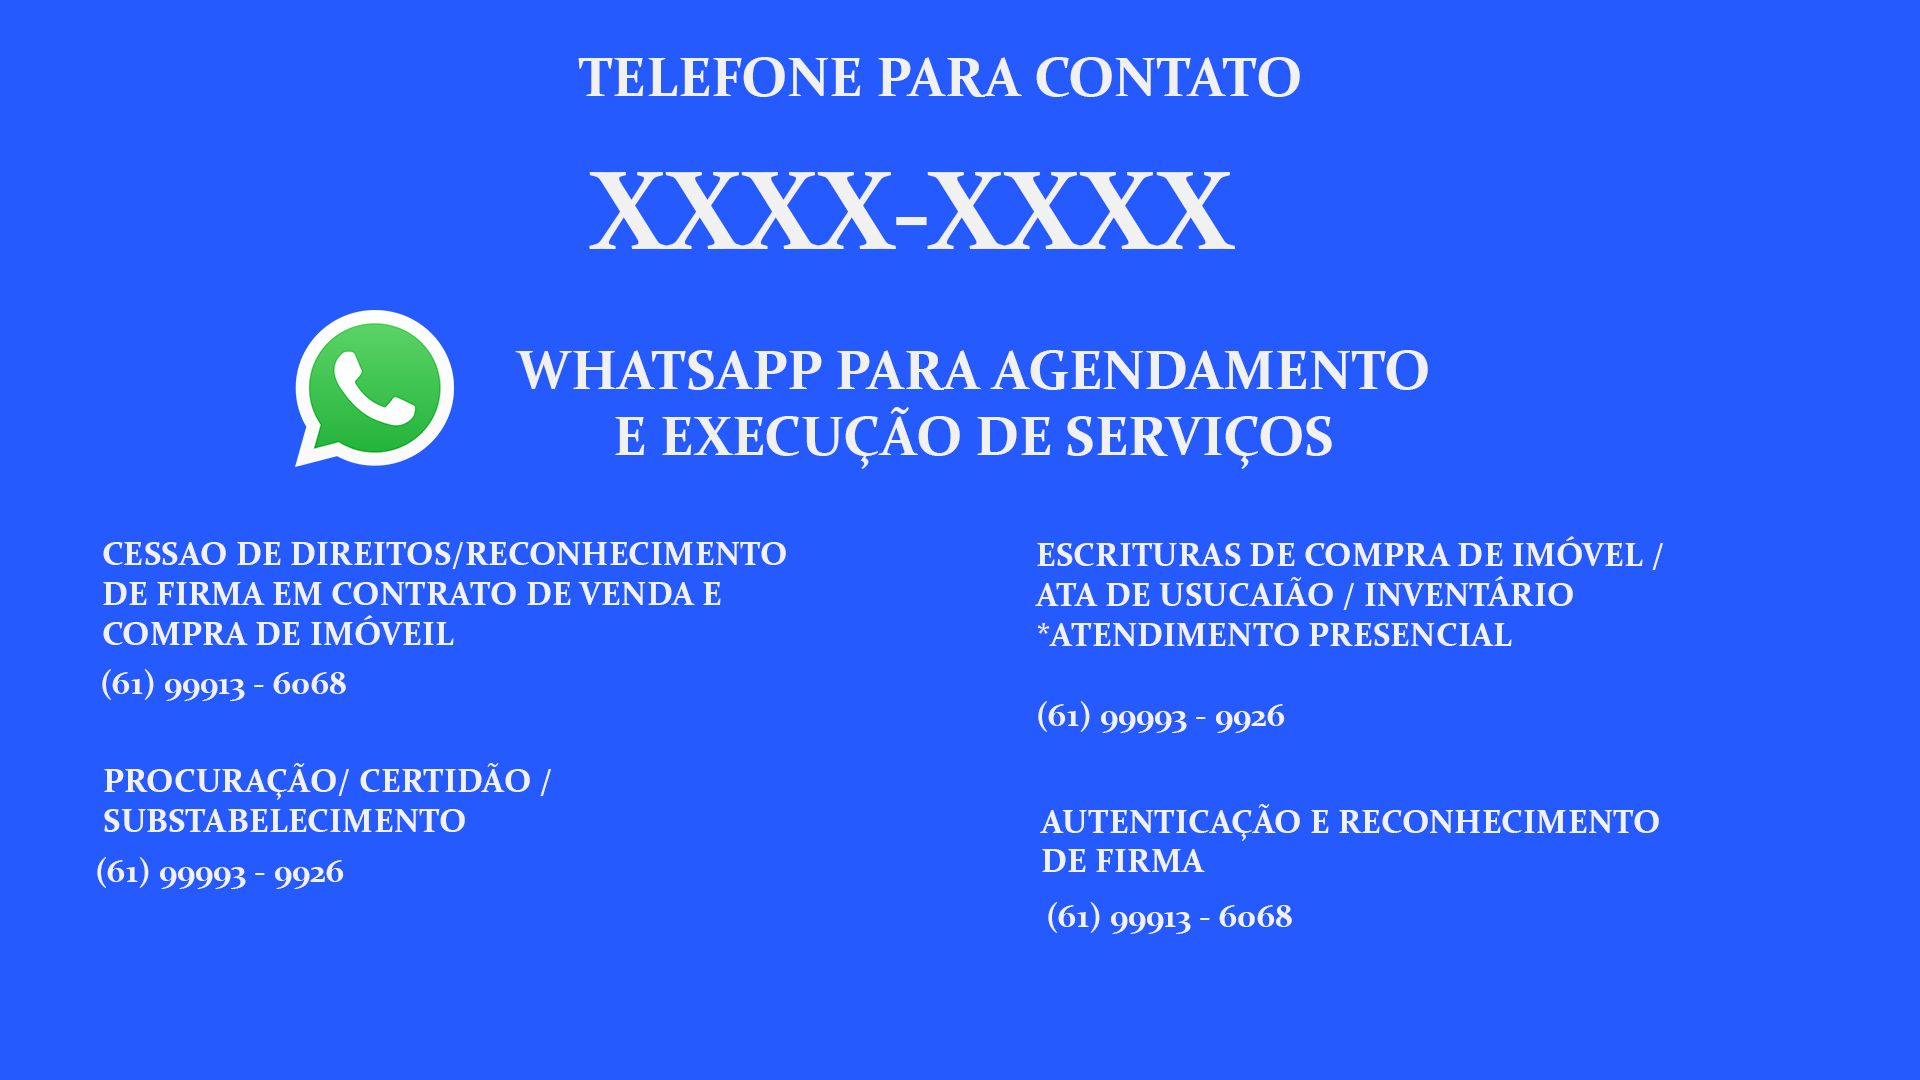 TELEFONE PARA CONTATO
XXXX-XXXX
WHATSAPP PARA AGENDAMENTO
E EXECUÇÃO DE SERVIÇOS
CESSAO DE DIREITOS/RECONHECIMENTO
DE FIRMA EM CONTRATO DE VENDA E
COMPRA DE IMÓVEIL
(61) 99913 - 6068
PROCURAÇÃO/ CERTIDÃO /
SUBSTABELECIMENTO
(61) 99993 - 9926
ESCRITURAS DE COMPRA DE IMÓVEL /
ATA DE USUCAIÃO / INVENTÁRIO
*ATENDIMENTO PRESENCIAL
(61) 99993 - 9926
AUTENTICAÇÃO E RECONHECIMENTO
DE FIRMA
(61) 99913 - 6068